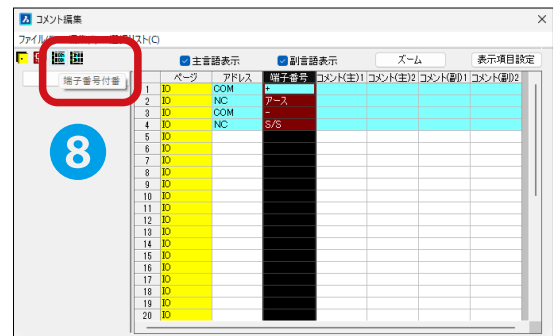 コメント編集
ファイル
スト(C)
主言語表示 副言語表示 ズーム 表示項目設定
端子番号付番
ページ アドレス 端子番号 コメント(主)1 コメント(主)2 コメント(副)1 コメント(副)2
1 IO COM +
2 IO NC アース
3 IO COM -
4 IO NC S/S
5 IO
6 IO
7 IO
8 IO
9 IO
10 IO
11 IO
12 IO
13 IO
14 IO
15 IO
16 IO
17 IO
18 IO
19 IO
20 IO
8